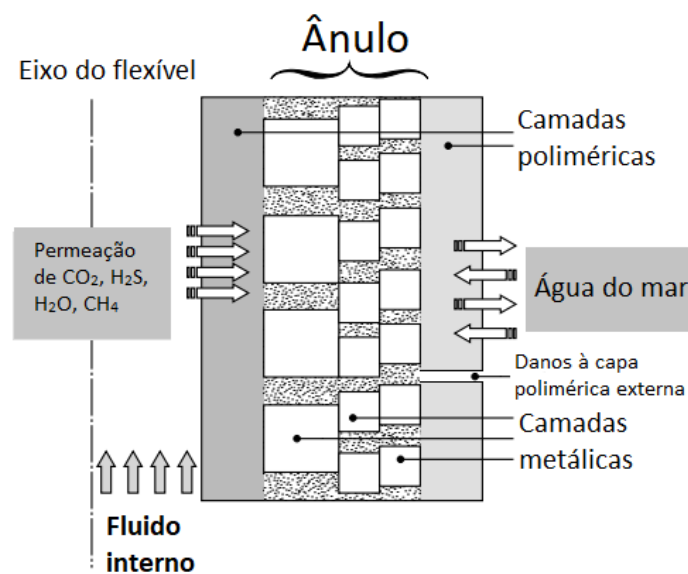 Ânulo
Eixo do flexível
Camadas
poliméricas
Permeação
de CO₂, H₂S,
H₂O, CH₄
Água do mar
Danos à capa
polimérica externa
Camadas
metálicas
Fluido
interno